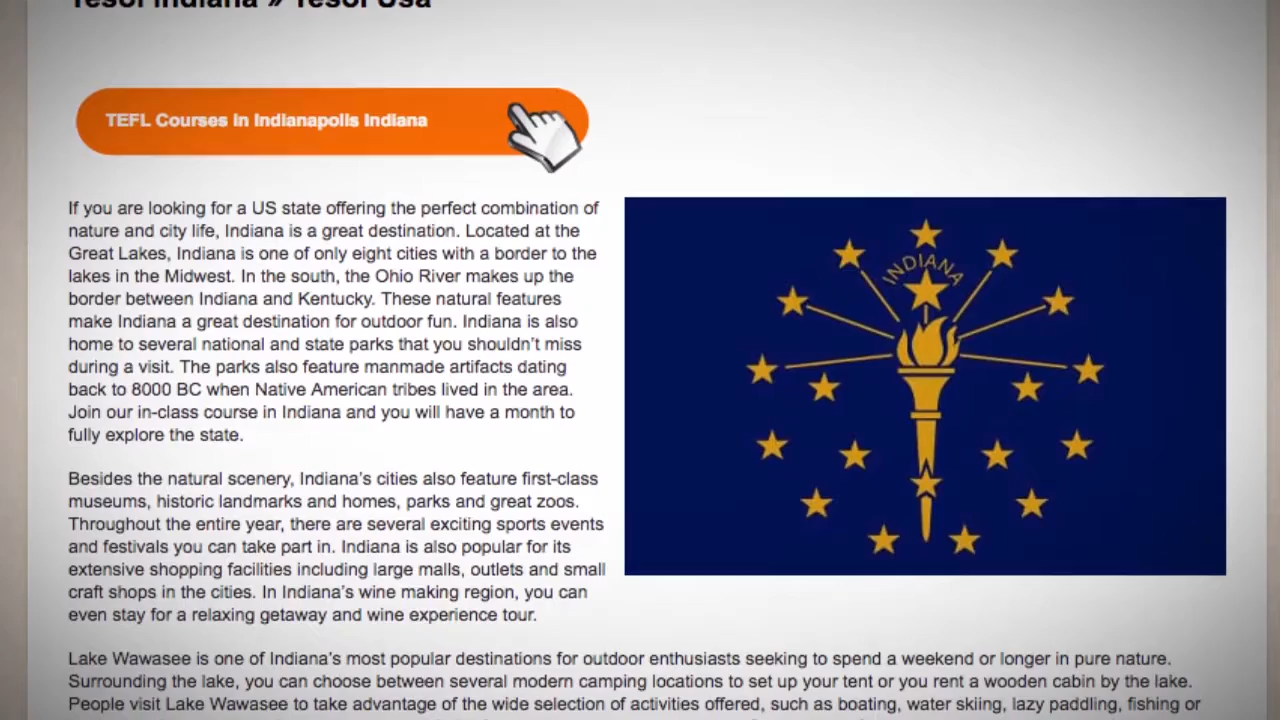 Tesol Indiana » Tesol Usa
TEFL Courses in Indianapolis Indiana
If you are looking for a US state offering the perfect combination of
nature and city life, Indiana is a great destination. Located at the
Great Lakes, Indiana is one of only eight cities with a border to the
lakes in the Midwest. In the south, the Ohio River makes up the
border between Indiana and Kentucky. These natural features
make Indiana a great destination for outdoor fun. Indiana is also
home to several national and state parks that you shouldn't miss
during a visit. The parks also feature manmade artifacts dating
back to 8000 BC when Native American tribes lived in the area.
Join our in-class course in Indiana and you will have a month to
fully explore the state.
INDIANA
Besides the natural scenery, Indiana's cities also feature first-class
museums, historic landmarks and homes, parks and great zoos.
Throughout the entire year, there are several exciting sports events
and festivals you can take part in. Indiana is also popular for its
extensive shopping facilities including large malls, outlets and small
craft shops in the cities. In Indiana's wine making region, you can
even stay for a relaxing getaway and wine experience tour.
Lake Wawasee is one of Indiana's most popular destinations for outdoor enthusiasts seeking to spend a weekend or longer in pure nature.
Surrounding the lake, you can choose between several modern camping locations to set up your tent or you rent a wooden cabin by the lake.
People visit Lake Wawasee to take advantage of the wide selection of activities offered, such as boating, water skiing, lazy paddling, fishing or